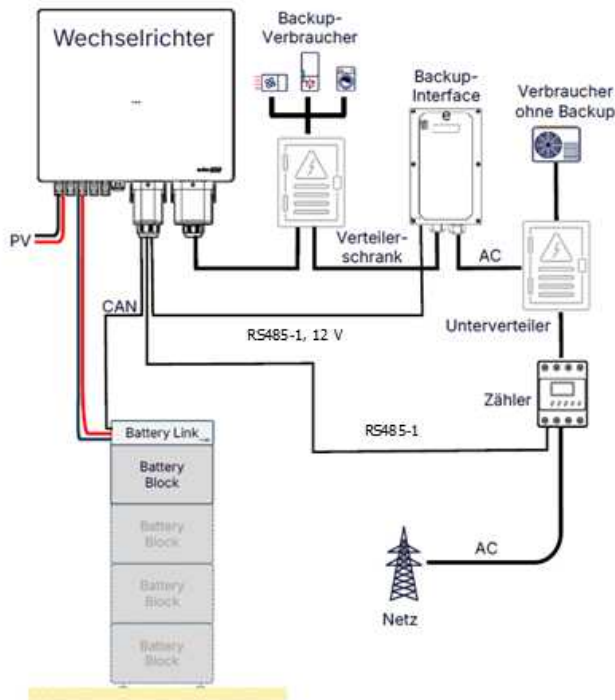 Wechselrichter
Backup-
Verbraucher
Backup-
Interface
Verbraucher
ohne Backup
PV
Verteiler-
schrank
AC
CAN
RS485-1, 12 V
Unterverteiler
Zähler
RS485-1
Battery Link
Battery
Block
Battery
Block
Battery
Block
Battery
Block
AC
Netz